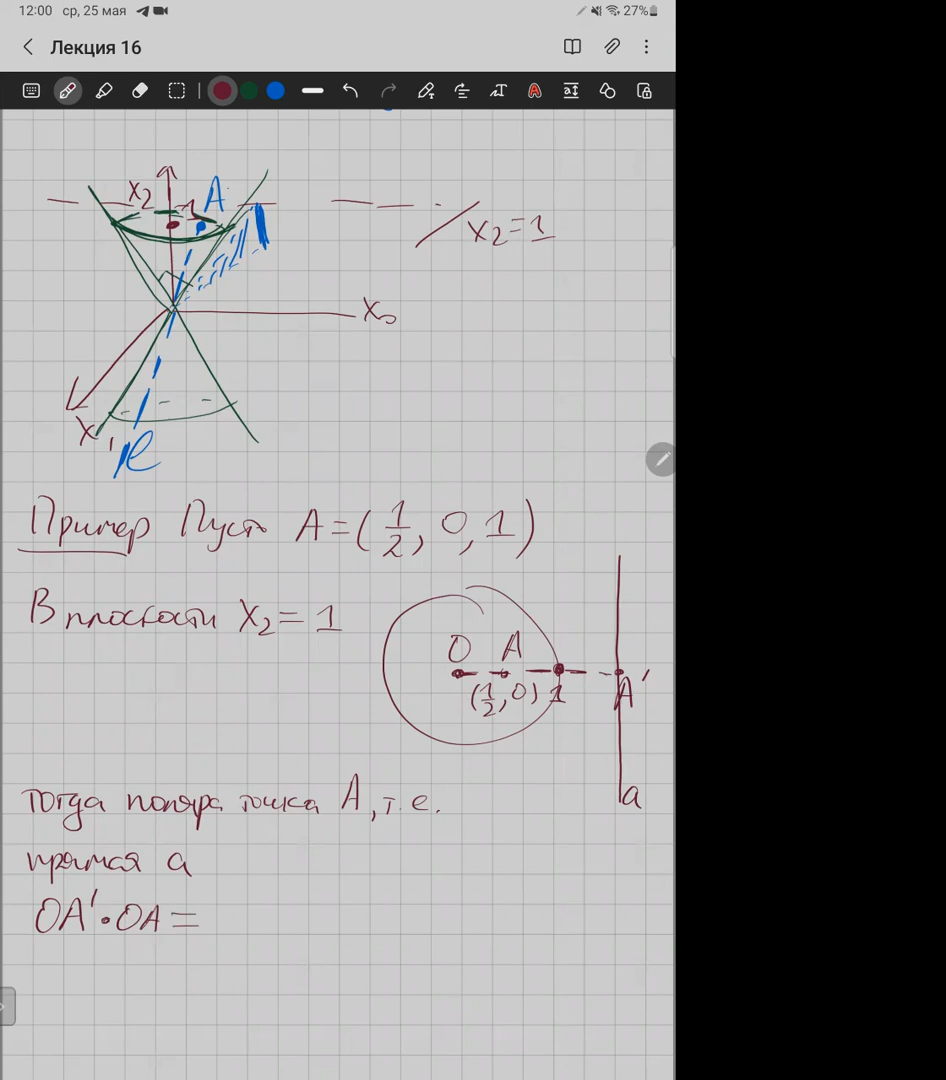 12:00 ср, 25 мая
27%
Лекция 16
x₂
1
A
x₂=1
x₀
x₁
l
Пример Пусть A=(1/2, 0, 1)
В плоскости x₂=1
O A
(1/2, 0) 1
A'
a
тогда поляра точка A, т.е.
прямая a
OA'•OA=